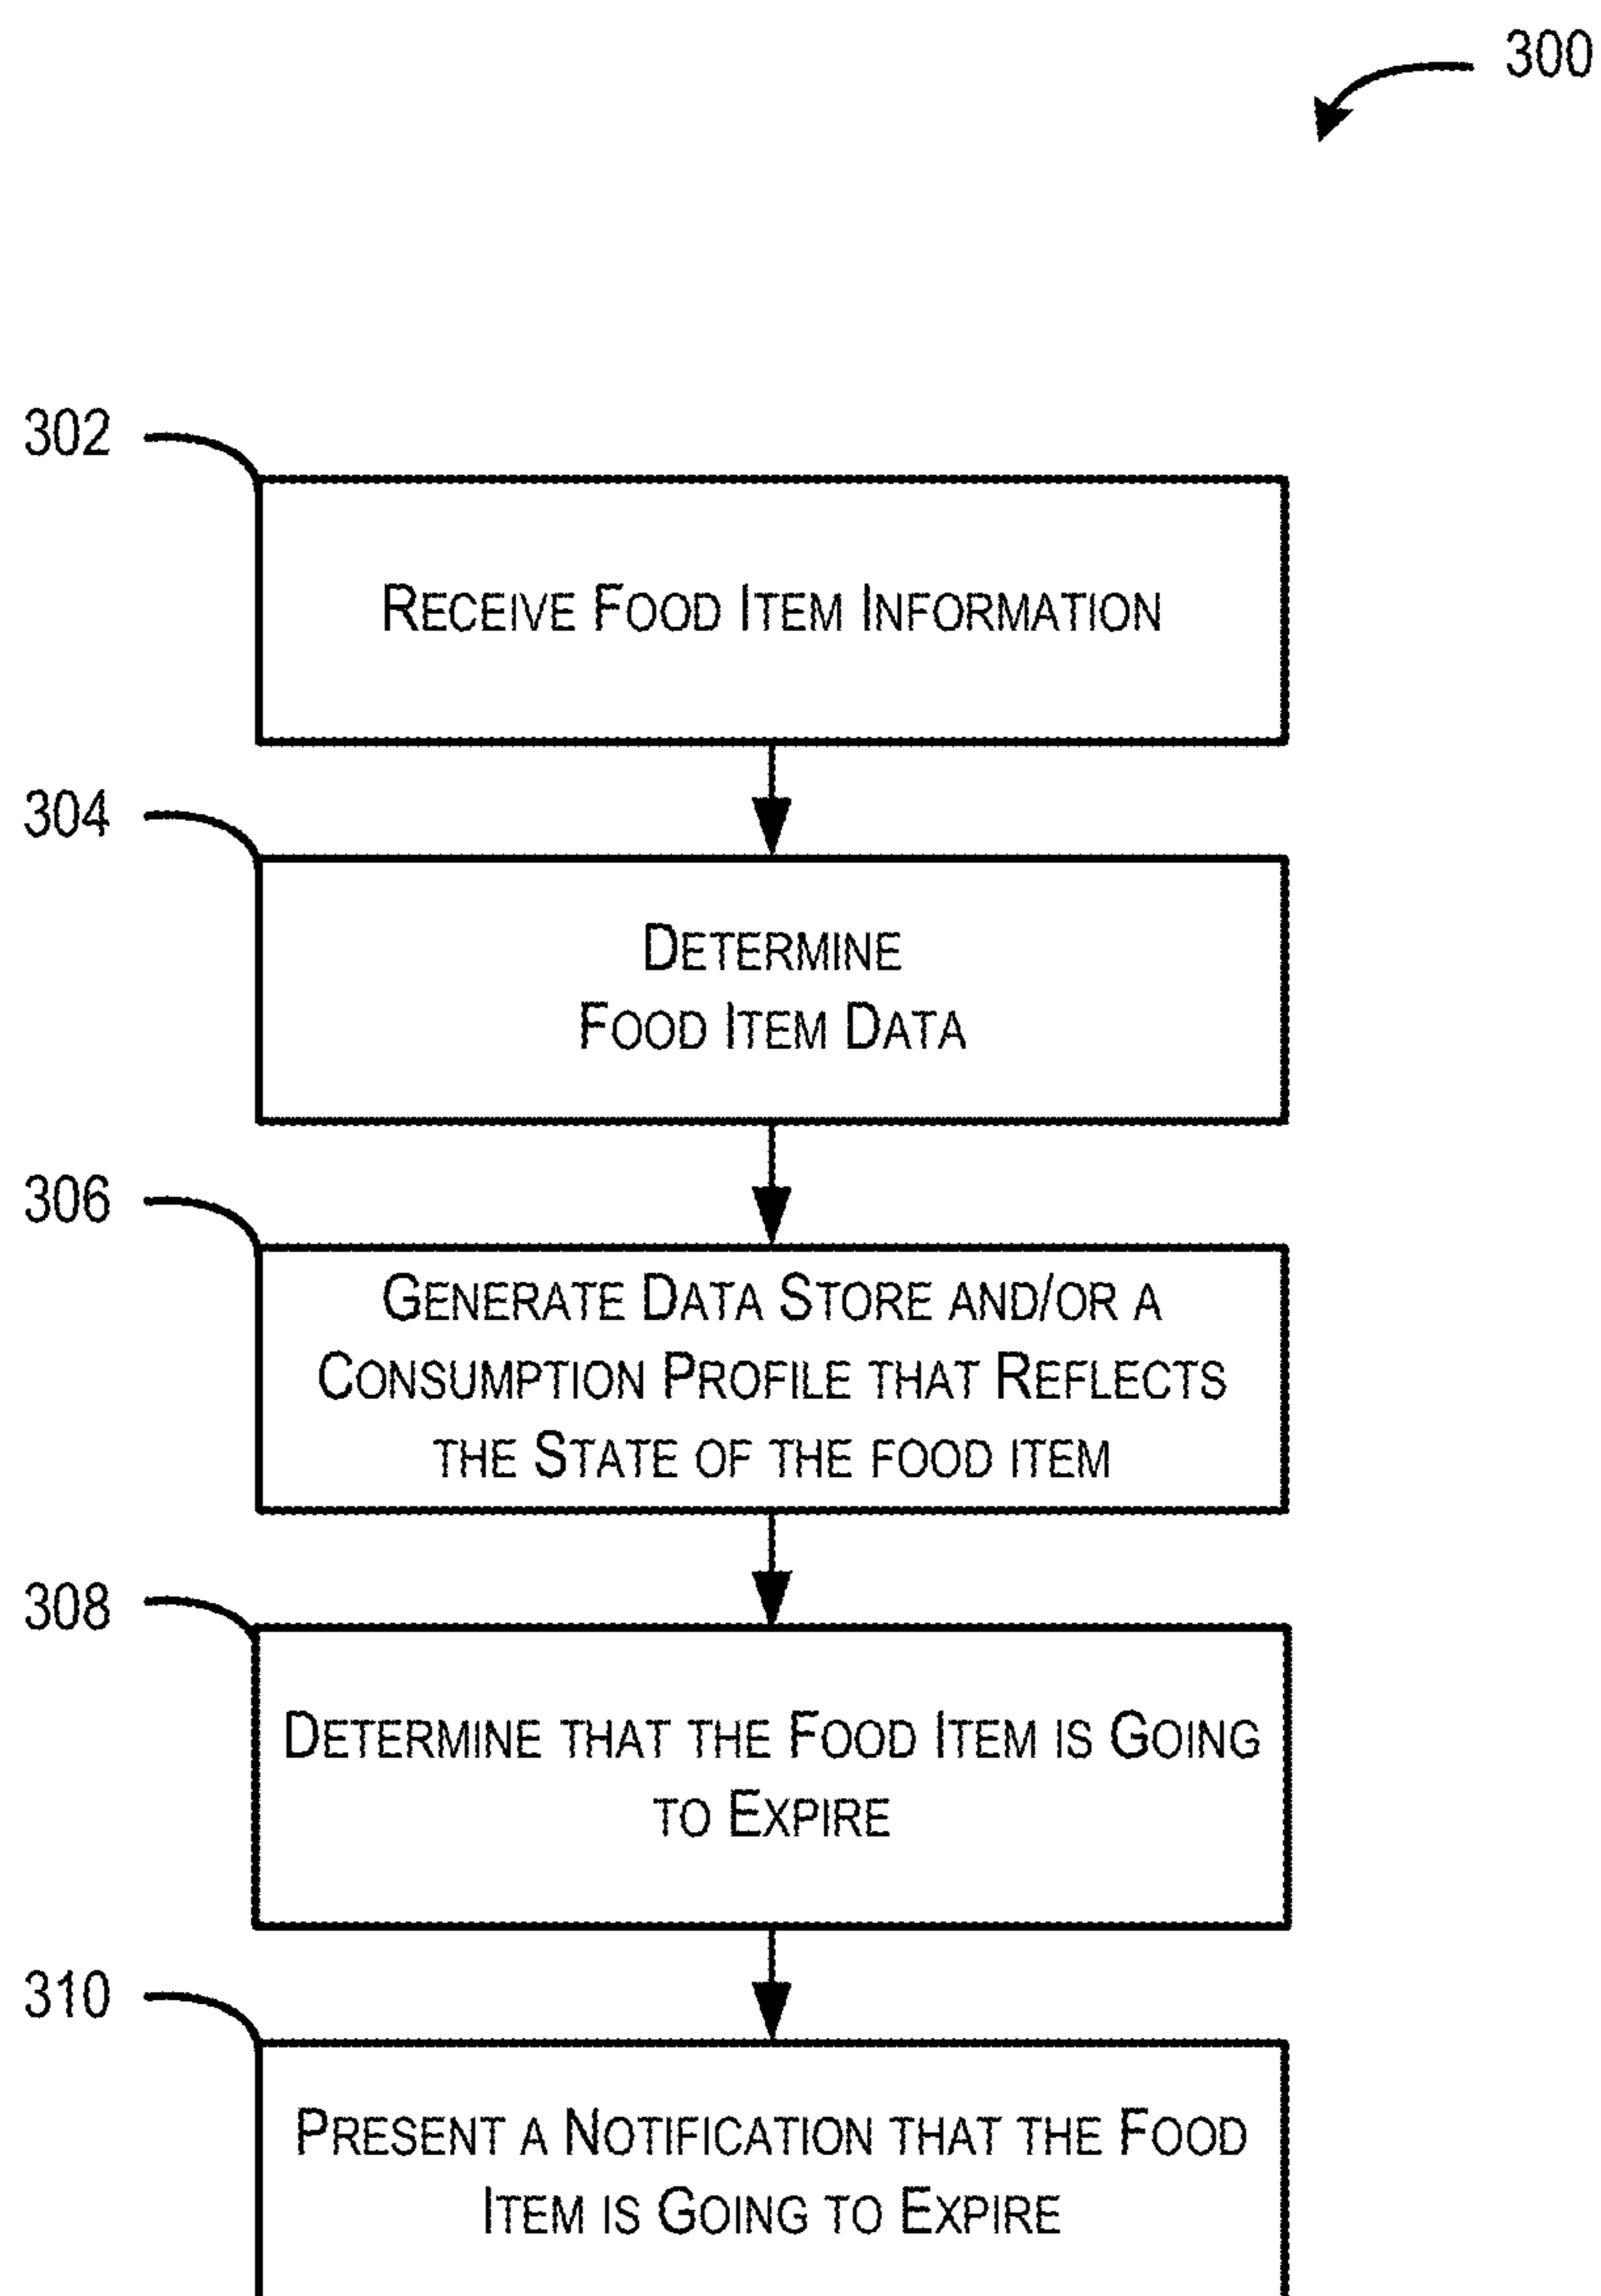 300
302
Receive Food Item Information
304
Determine
Food Item Data
306
Generate Data Store and/or a
Consumption Profile that Reflects
the State of the food item
308
Determine that the Food Item is Going
to Expire
310
Present a Notification that the Food
Item is Going to Expire